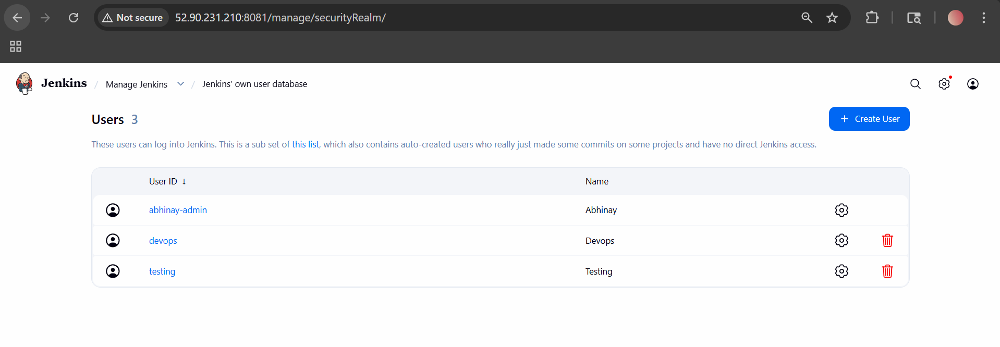 Not secure 52.90.231.210:8081/manage/securityRealm/
Jenkins / Manage Jenkins / Jenkins’ own user database
Users 3
+ Create User
These users can log into Jenkins. This is a sub set of this list, which also contains auto-created users who really just made some commits on some projects and have no direct Jenkins access.
User ID ↓ Name
abhinay-admin Abhinay
devops Devops
testing Testing